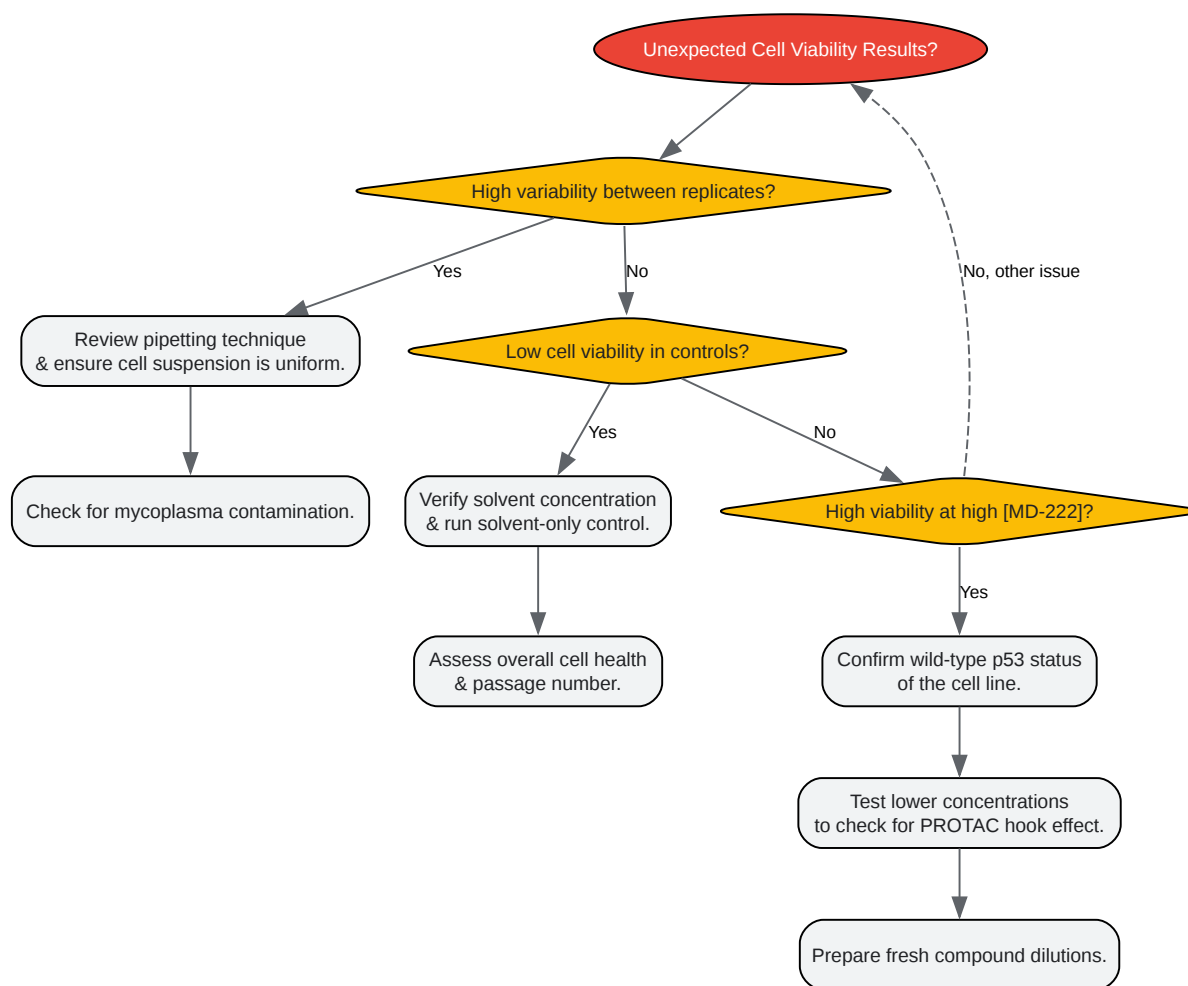 Unexpected Cell Viability Results?
High variability between replicates?
No, other issue
Yes
No
Review pipetting technique
& ensure cell suspension is uniform.
Low cell viability in controls?
Yes
No
Check for mycoplasma contamination.
Verify solvent concentration
& run solvent-only control.
High viability at high [MD-222]?
Yes
Assess overall cell health
& passage number.
Confirm wild-type p53 status
of the cell line.
Test lower concentrations
to check for PROTAC hook effect.
Prepare fresh compound dilutions.